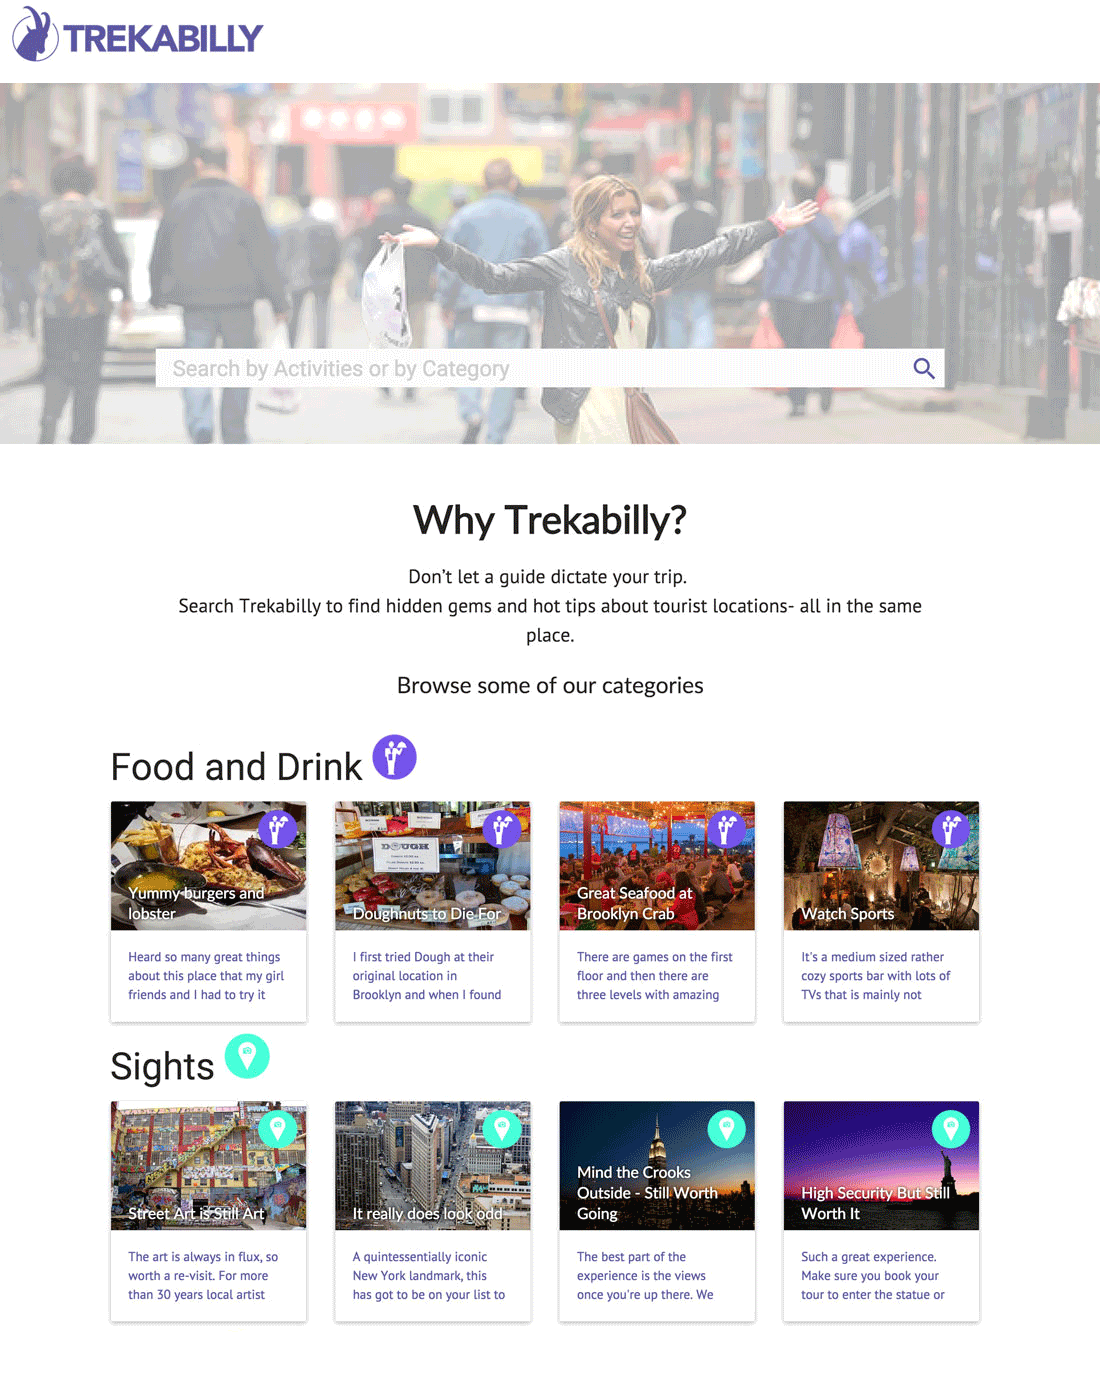 TREKABILLY
Search by Activities or by Category
Why Trekabilly?
Don’t let a guide dictate your trip.
Search Trekabilly to find hidden gems and hot tips about tourist locations- all in the same
place.
Browse some of our categories
Food and Drink
Yummy burgers and
lobster
Heard so many great things
about this place that my girl
friends and I had to try it
DOUGH
Doughnuts to Die For
I first tried Dough at their
original location in
Brooklyn and when I found
Great Seafood at
Brooklyn Crab
There are games on the first
floor and then there are
three levels with amazing
Watch Sports
It's a medium sized rather
cozy sports bar with lots of
TVs that is mainly not
Sights
Street Art is Still Art
The art is always in flux, so
worth a re-visit. For more
than 30 years local artist
It really does look odd
A quintessentially iconic
New York landmark, this
has got to be on your list to
Mind the Crooks
Outside - Still Worth
Going
The best part of the
experience is the views
once you're up there. We
High Security But Still
Worth It
Such a great experience.
Make sure you book your
tour to enter the statue or